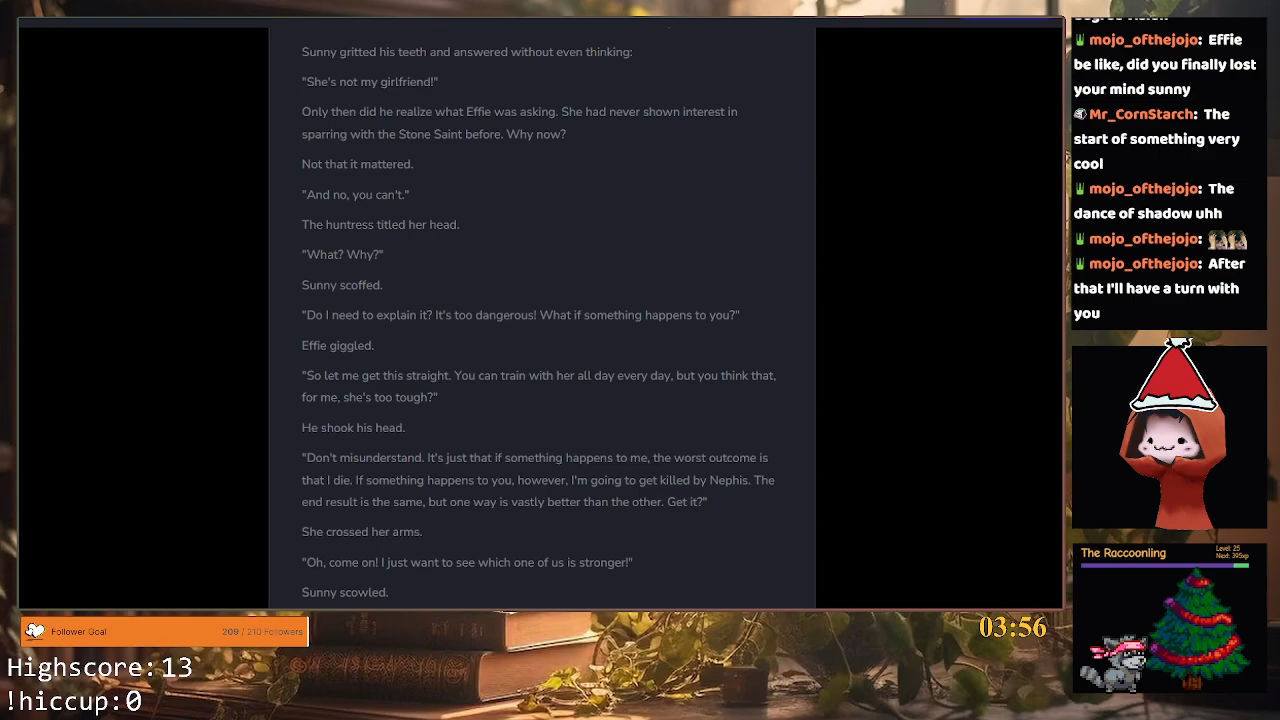 Sunny gritted his teeth and answered without even thinking:
"She's not my girlfriend!"
Only then did he realize what Effie was asking. She had never shown interest in
sparring with the Stone Saint before. Why now?
Not that it mattered.
"And no, you can't."
The huntress titled her head.
"What? Why?"
Sunny scoffed.
"Do I need to explain it? It's too dangerous! What if something happens to you?"
Effie giggled.
"So let me get this straight. You can train with her all day every day, but you think that,
for me, she's too tough?"
He shook his head.
"Don't misunderstand. It's just that if something happens to me, the worst outcome is
that I die. If something happens to you, however, I'm going to get killed by Nephis. The
end result is the same, but one way is vastly better than the other. Get it?"
She crossed her arms.
"Oh, come on! I just want to see which one of us is stronger!"
Sunny scowled.
mojo_ofthejojo: Effie
be like, did you finally lost
your mind sunny
Mr_CornStarch: The
start of something very
cool
mojo_ofthejojo: The
dance of shadow uhh
mojo_ofthejojo:
mojo_ofthejojo: After
that I'll have a turn with
you
The Raccoonling
Level: 25
Next: 395xp
Follower Goal
209 / 210 Followers
03:56
Highscore:13
!hiccup:0